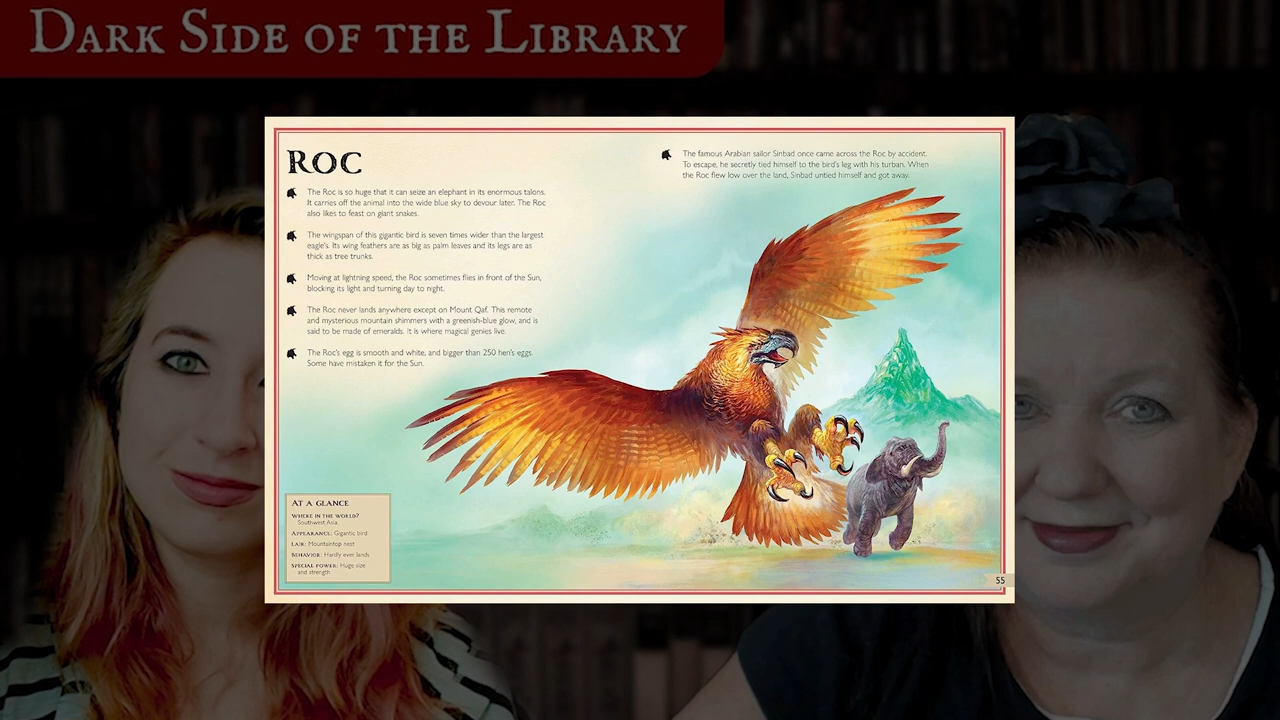 Dark Side of the Library
ROC
The Roc is so huge that it can seize an elephant in its enormous talons.
It carries off the animal into the wide blue sky to devour later. The Roc
also likes to feast on giant snakes.
The wingspan of this gigantic bird is seven times wider than the largest
eagle's. Its wing feathers are as big as palm leaves and its legs are as
thick as tree trunks.
Moving at lightning speed, the Roc sometimes flies in front of the Sun,
blocking its light and turning day to night.
The Roc never lands anywhere except on Mount Qaf. This remote
and mysterious mountain shimmers with a greenish-blue glow, and is
said to be made of emeralds. It is where magical genies live.
The Roc's egg is smooth and white, and bigger than 250 hen's eggs.
Some have mistaken it for the Sun.
The famous Arabian sailor Sinbad once came across the Roc by accident.
To escape, he secretly tied himself to the bird's leg with his turban. When
the Roc flew low over the land, Sinbad untied himself and got away.
At a glance
Where in the world?
Southwest Asia
Appearance: Gigantic bird
Lair: Mountaintop nest
Behavior: Hardly ever lands
Special power: Huge size
and strength
55